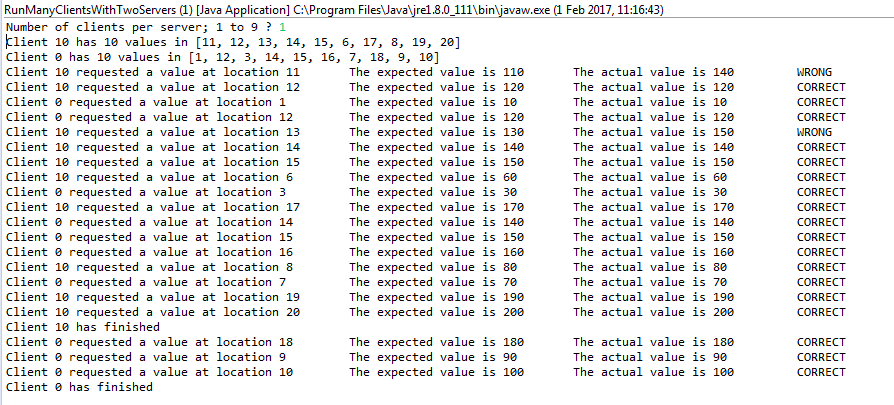 RunManyClientsWithTwoServers (1) [Java Application] C:\Program Files\Java\jre1.8.0_111\bin\javaw.exe (1 Feb 2017, 11:16:43)
Number of clients per server; 1 to 9 ? 1
Client 10 has 10 values in [11, 12, 13, 14, 15, 6, 17, 8, 19, 20]
Client 0 has 10 values in [1, 12, 3, 14, 15, 16, 7, 18, 9, 10]
Client 10 requested a value at location 11 The expected value is 110 The actual value is 140 WRONG
Client 10 requested a value at location 12 The expected value is 120 The actual value is 120 CORRECT
Client 0 requested a value at location 1 The expected value is 10 The actual value is 10 CORRECT
Client 0 requested a value at location 12 The expected value is 120 The actual value is 120 CORRECT
Client 10 requested a value at location 13 The expected value is 130 The actual value is 150 WRONG
Client 10 requested a value at location 14 The expected value is 140 The actual value is 140 CORRECT
Client 10 requested a value at location 15 The expected value is 150 The actual value is 150 CORRECT
Client 10 requested a value at location 6 The expected value is 60 The actual value is 60 CORRECT
Client 0 requested a value at location 3 The expected value is 30 The actual value is 30 CORRECT
Client 10 requested a value at location 17 The expected value is 170 The actual value is 170 CORRECT
Client 0 requested a value at location 14 The expected value is 140 The actual value is 140 CORRECT
Client 0 requested a value at location 15 The expected value is 150 The actual value is 150 CORRECT
Client 0 requested a value at location 16 The expected value is 160 The actual value is 160 CORRECT
Client 10 requested a value at location 8 The expected value is 80 The actual value is 80 CORRECT
Client 0 requested a value at location 7 The expected value is 70 The actual value is 70 CORRECT
Client 10 requested a value at location 19 The expected value is 190 The actual value is 190 CORRECT
Client 10 requested a value at location 20 The expected value is 200 The actual value is 200 CORRECT
Client 10 has finished
Client 0 requested a value at location 18 The expected value is 180 The actual value is 180 CORRECT
Client 0 requested a value at location 9 The expected value is 90 The actual value is 90 CORRECT
Client 0 requested a value at location 10 The expected value is 100 The actual value is 100 CORRECT
Client 0 has finished